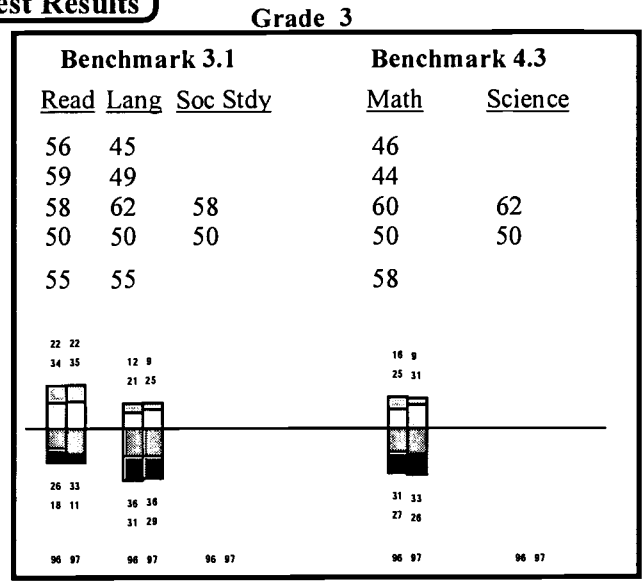 est Results
Grade 3
Benchmark 3.1 Benchmark 4.3
Read Lang Soc Stdy Math Science
56 45 46
59 49 44
58 62 58 60 62
50 50 50 50 50
55 55 58
22 22
34 35 12 9 16 9
21 25 25 31
26 33
18 11 36 36 31 33
31 29 27 26
96 97 96 97 96 97 96 97 96 97